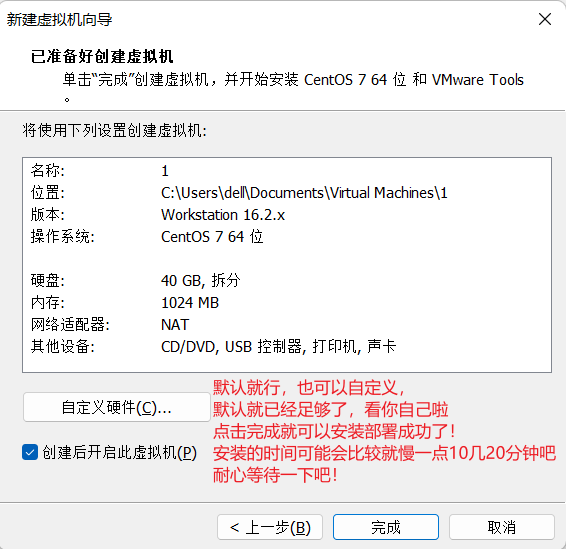 新建虚拟机向导
已准备好创建虚拟机
单击“完成”创建虚拟机，并开始安装 CentOS 7 64 位 和 VMware Tools
。
将使用下列设置创建虚拟机:
名称: 1
位置: C:\Users\dell\Documents\Virtual Machines\1
版本: Workstation 16.2.x
操作系统: CentOS 7 64 位
硬盘: 40 GB, 拆分
内存: 1024 MB
网络适配器: NAT
其他设备: CD/DVD, USB 控制器, 打印机, 声卡
默认就行，也可以自定义，
自定义硬件(C)...
默认就已经足够了，看你自己啦
点击完成就可以安装部署成功了！
创建后开启此虚拟机(P)
安装的时间可能会比较就慢一点10几20分钟吧
耐心等待一下吧！
< 上一步(B)
完成
取消